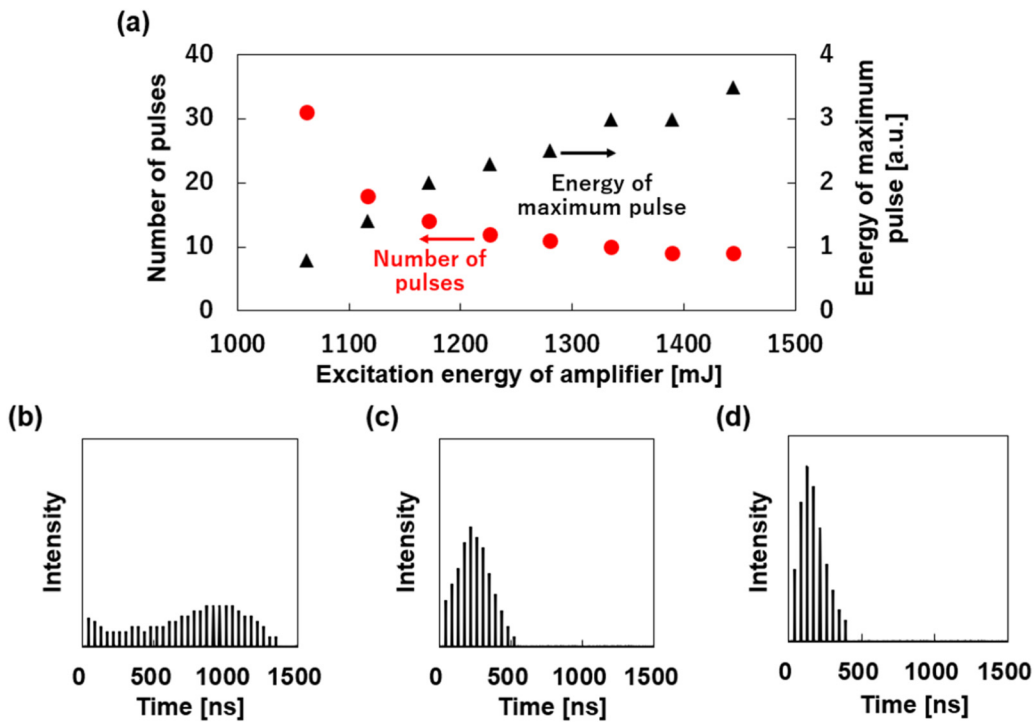 (a)
Number of pulses
40
30
20
10
0
4
3
2
1
0
Energy of maximum
pulse [a.u.]
Energy of
maximum pulse
Number of
pulses
1000 1100 1200 1300 1400 1500
Excitation energy of amplifier [mJ]
(b)
Intensity
0 500 1000 1500
Time [ns]
(c)
Intensity
0 500 1000 1500
Time [ns]
(d)
Intensity
0 500 1000 1500
Time [ns]